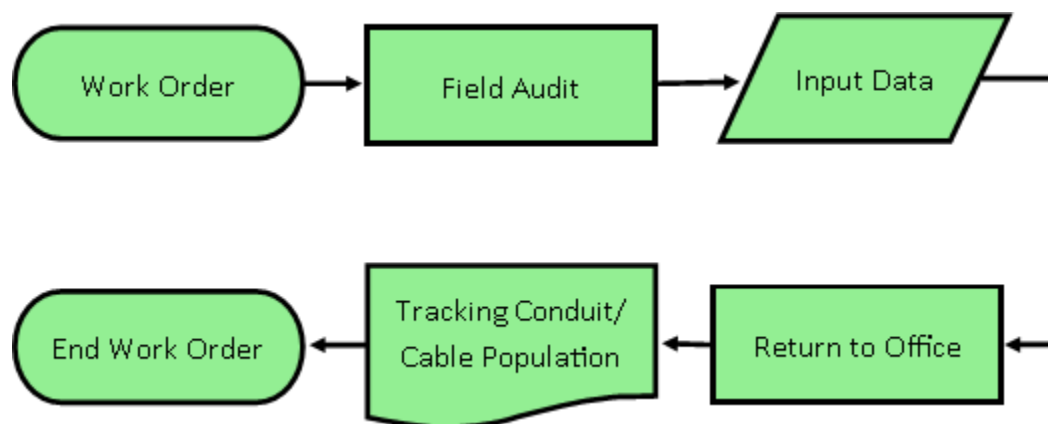 Work Order
Field Audit
Input Data
Return to Office
Tracking Conduit/
Cable Population
End Work Order